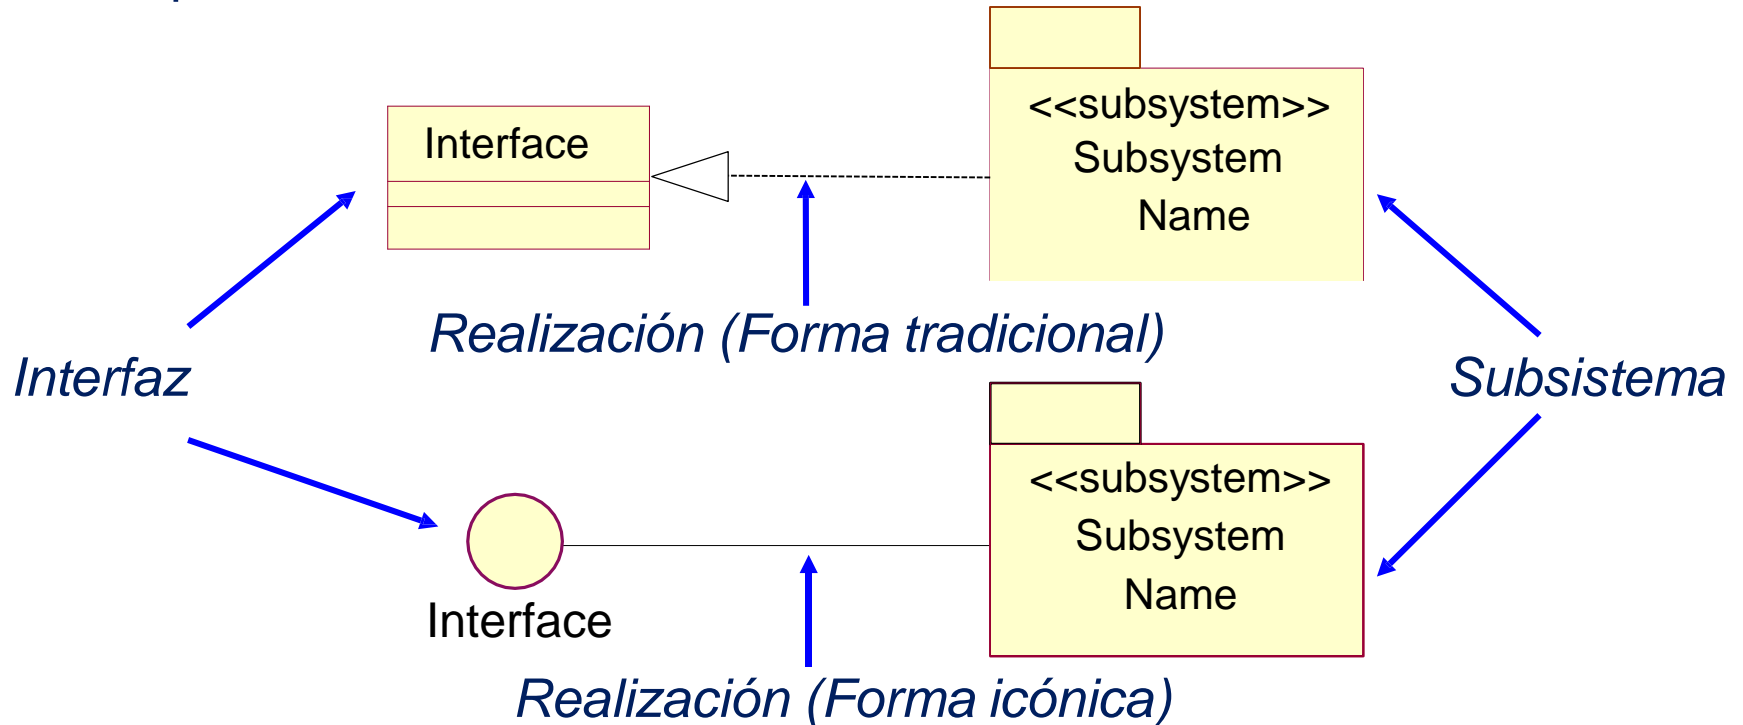 <<subsystem>>
Interface
Subsystem
Name
Realización (Forma tradicional)
Interfaz
Subsistema
<<subsystem>>
Subsystem
Name
Interface
Realización (Forma icónica)